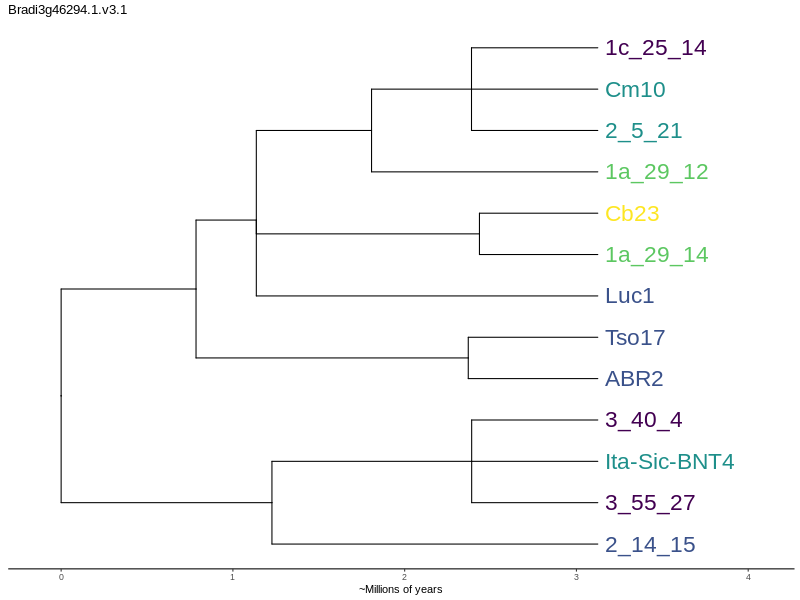 Bradi3g46294.1.v3.1
1c_25_14
Cm10
2_5_21
1a_29_12
Cb23
1a_29_14
Luc1
Tso17
ABR2
3_40_4
Ita-Sic-BNT4
3_55_27
2_14_15
0 1 2 3 4
~Millions of years